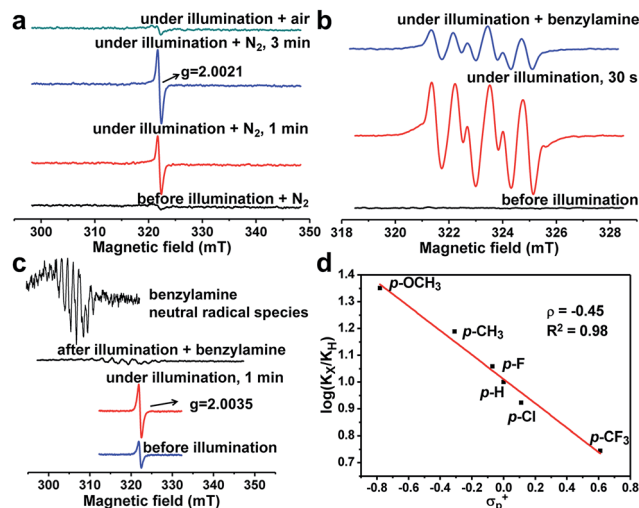 a
under illumination + air
under illumination + N2, 3 min
g=2.0021
under illumination + N2, 1 min
before illumination + N2
300 310 320 330 340 350
Magnetic field (mT)
b
under illumination + benzylamine
under illumination, 30 s
before illumination
318 320 322 324 326 328
Magnetic field (mT)
c
benzylamine
neutral radical species
after illumination + benzylamine
under illumination, 1 min
g=2.0035
before illumination
300 310 320 330 340 350
Magnetic field (mT)
d
log(KX/KH)
1.4
1.3
1.2
1.1
1.0
0.9
0.8
0.7
p-OCH3
ρ = -0.45
R2 = 0.98
p-CH3
p-F
p-H
p-Cl
p-CF3
-0.8 -0.6 -0.4 -0.2 0.0 0.2 0.4 0.6 0.8
σp+